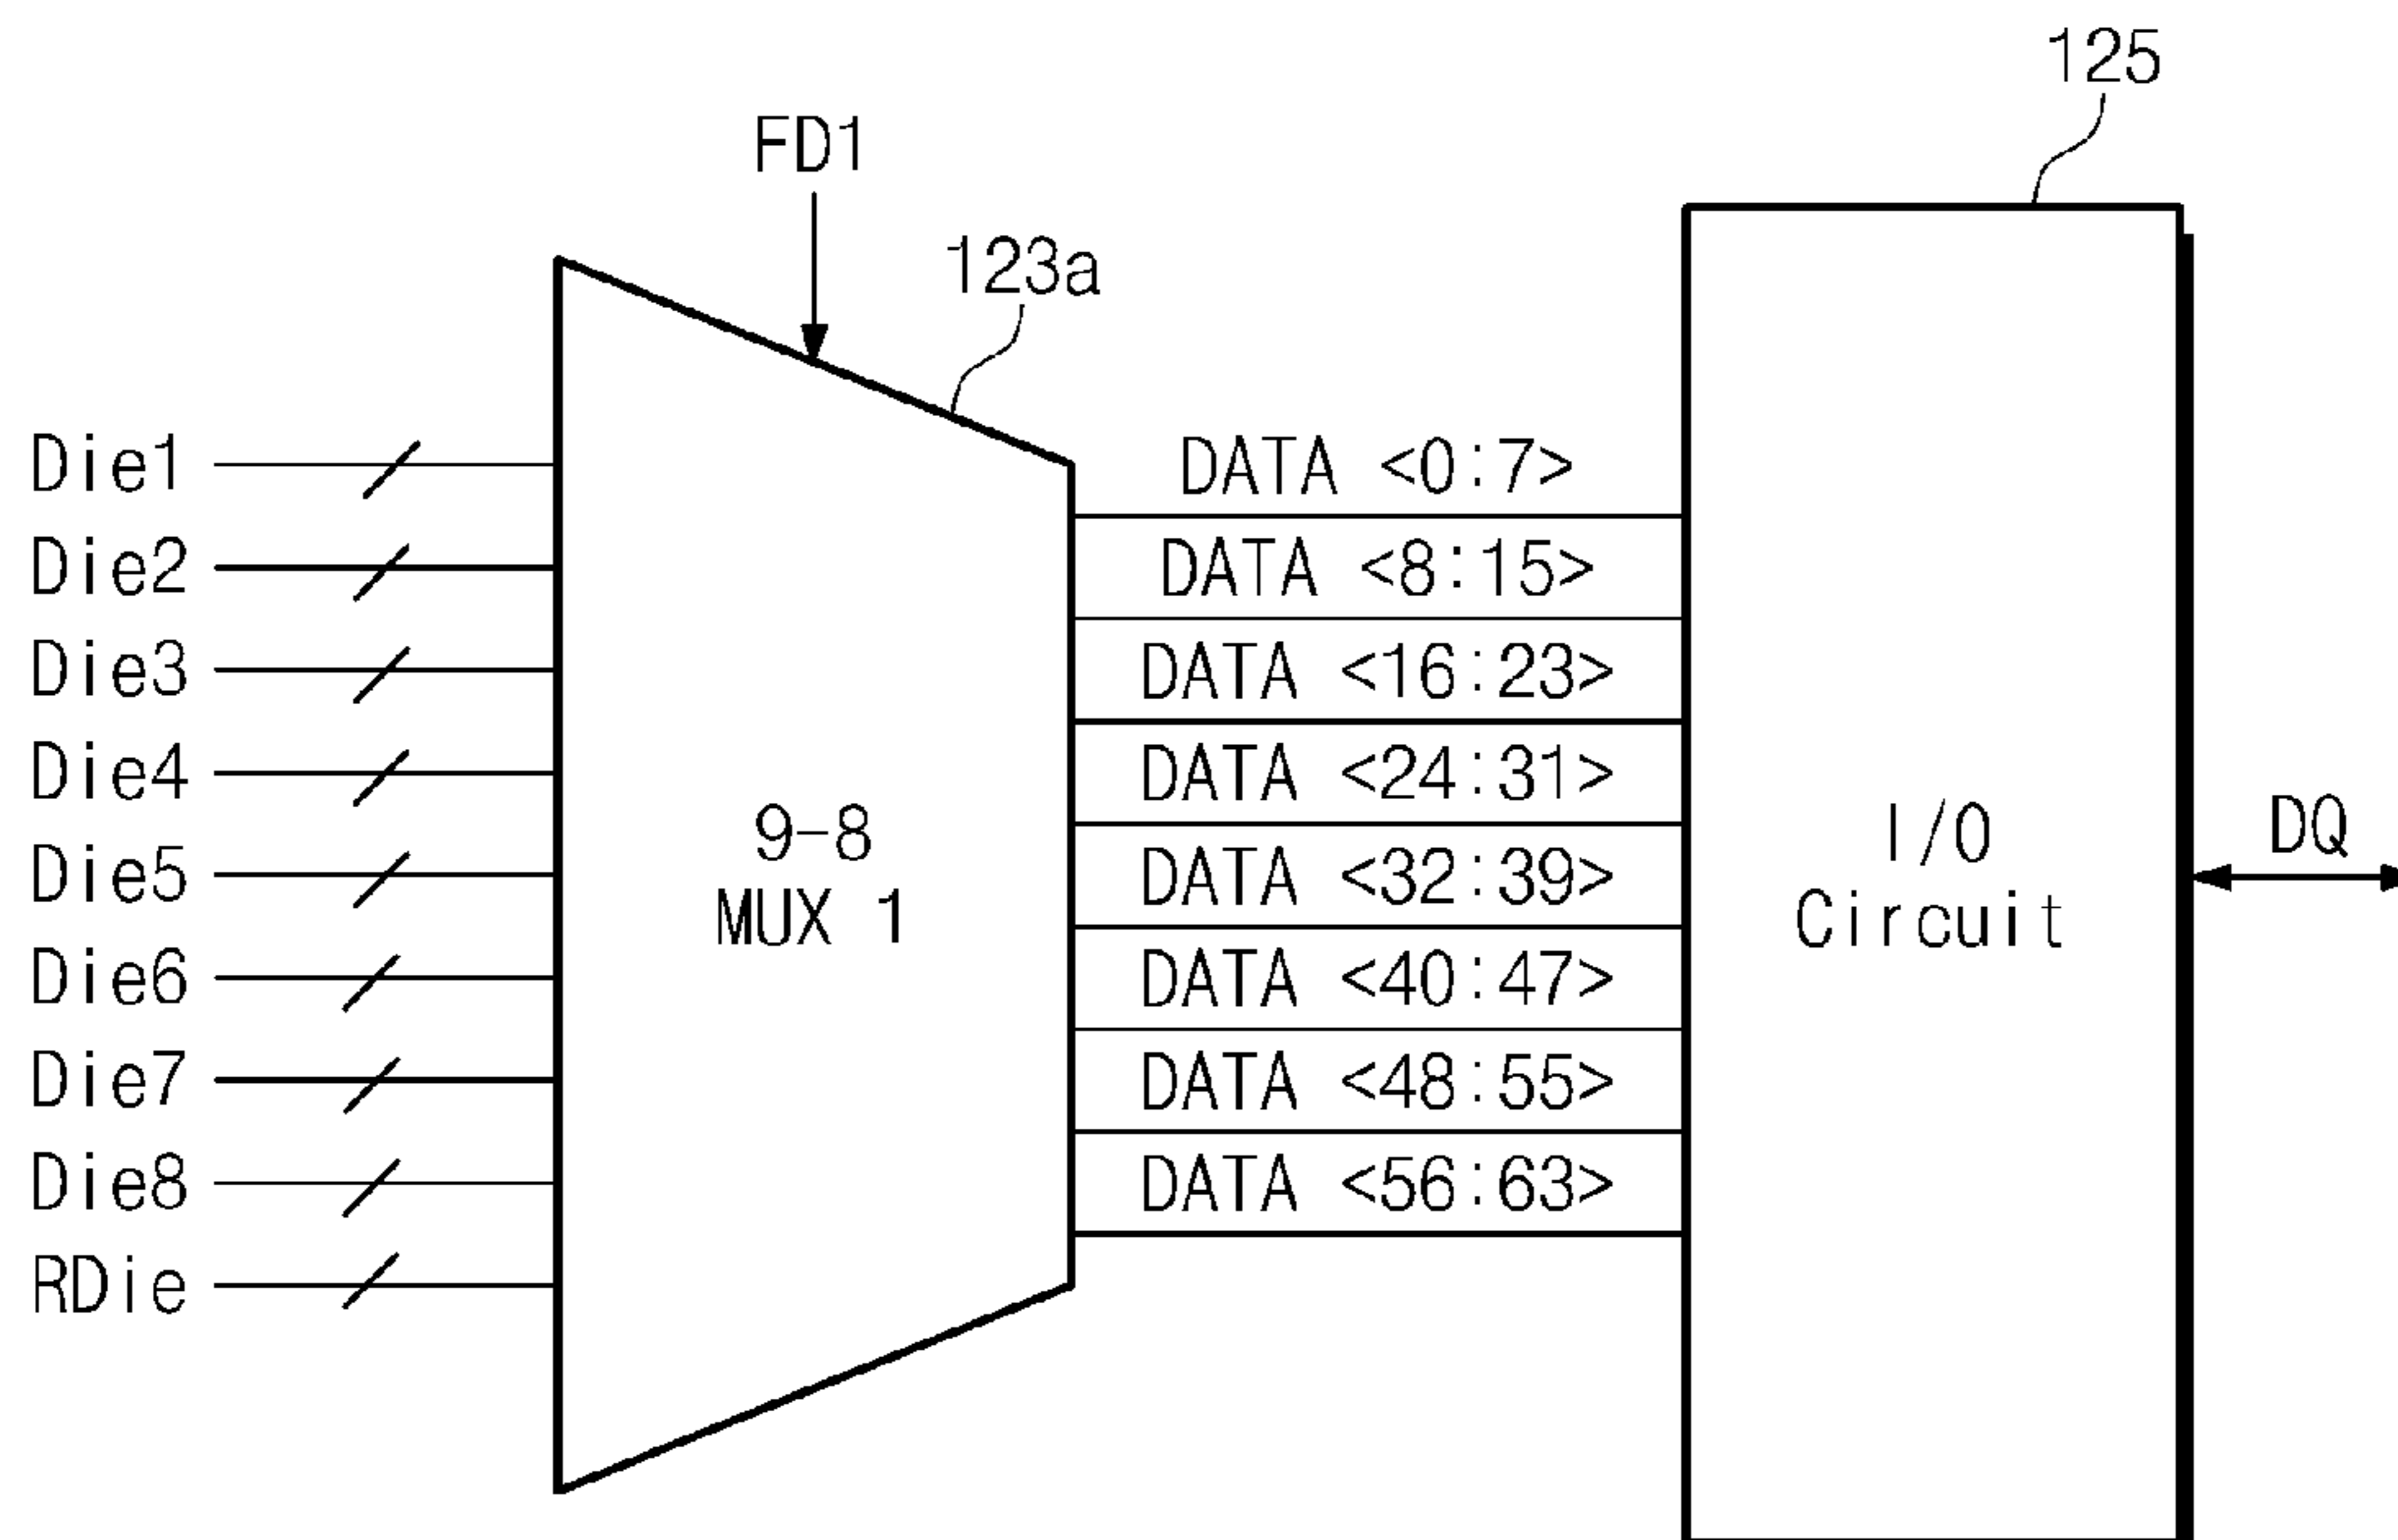 125
FD1
123a
Die1
DATA <0:7>
Die2
DATA <8:15>
Die3
DATA <16:23>
Die4
DATA <24:31>
9-8
MUX 1
I/O
Circuit
DQ
Die5
DATA <32:39>
Die6
DATA <40:47>
Die7
DATA <48:55>
Die8
DATA <56:63>
RDie